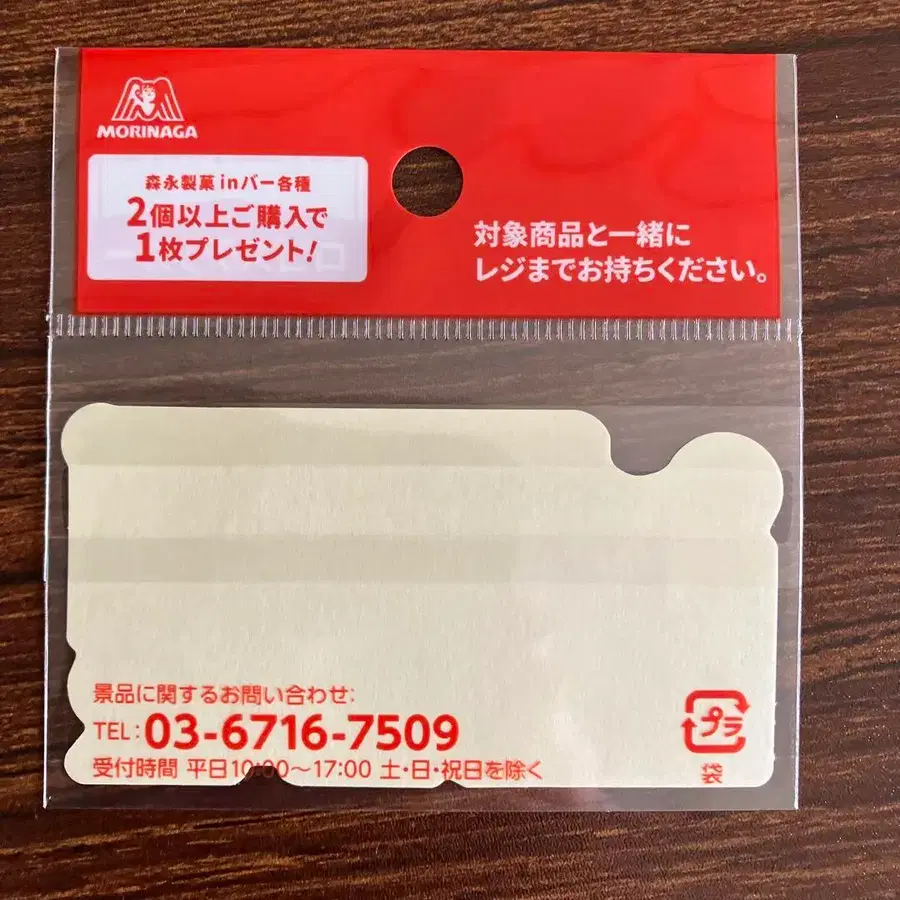 MORINAGA
森永製菓inバー各種
2個以上ご購入で
1枚プレゼント!
対象商品と一緒に
レジまでお持ちください。
景品に関するお問い合わせ:
TEL:03-6716-7509
受付時間 平日10:00~17:00 土・日・祝日を除く
プラ
袋